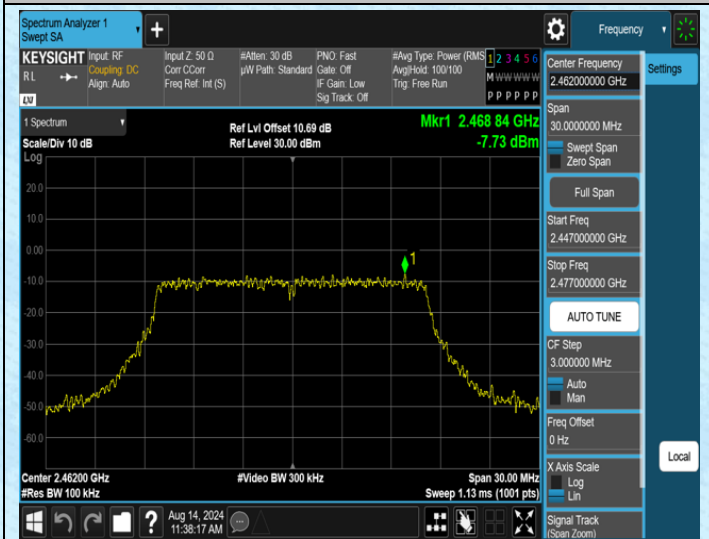 Spectrum Analyzer 1
Swept SA
+
Frequency
KEYSIGHT
RL
LXI
Input: RF
Coupling: DC
Align: Auto
Input Z: 50 Ω
Corr CCorr
Freq Ref: Int (S)
#Atten: 30 dB
µW Path: Standard
PNO: Fast
Gate: Off
IF Gain: Low
Sig Track: Off
#Avg Type: Power (RMS
Avg|Hold: 100/100
Trig: Free Run
1 2 3 4 5 6
M W W W W W
P P P P P P
1 Spectrum
Scale/Div 10 dB
Log
Ref Lvl Offset 10.69 dB
Ref Level 30.00 dBm
Mkr1 2.468 84 GHz
-7.73 dBm
20.0
10.0
0.00
-10.0
-20.0
-30.0
-40.0
-50.0
-60.0
1
Center 2.46200 GHz
#Res BW 100 kHz
#Video BW 300 kHz
Span 30.00 MHz
Sweep 1.13 ms (1001 pts)
Aug 14, 2024
11:38:17 AM
?
Center Frequency
2.462000000 GHz
Settings
Span
30.0000000 MHz
Swept Span
Zero Span
Full Span
Start Freq
2.447000000 GHz
Stop Freq
2.477000000 GHz
AUTO TUNE
CF Step
3.000000 MHz
Auto
Man
Freq Offset
0 Hz
X Axis Scale
Log
Lin
Signal Track
(Span Zoom)
Local